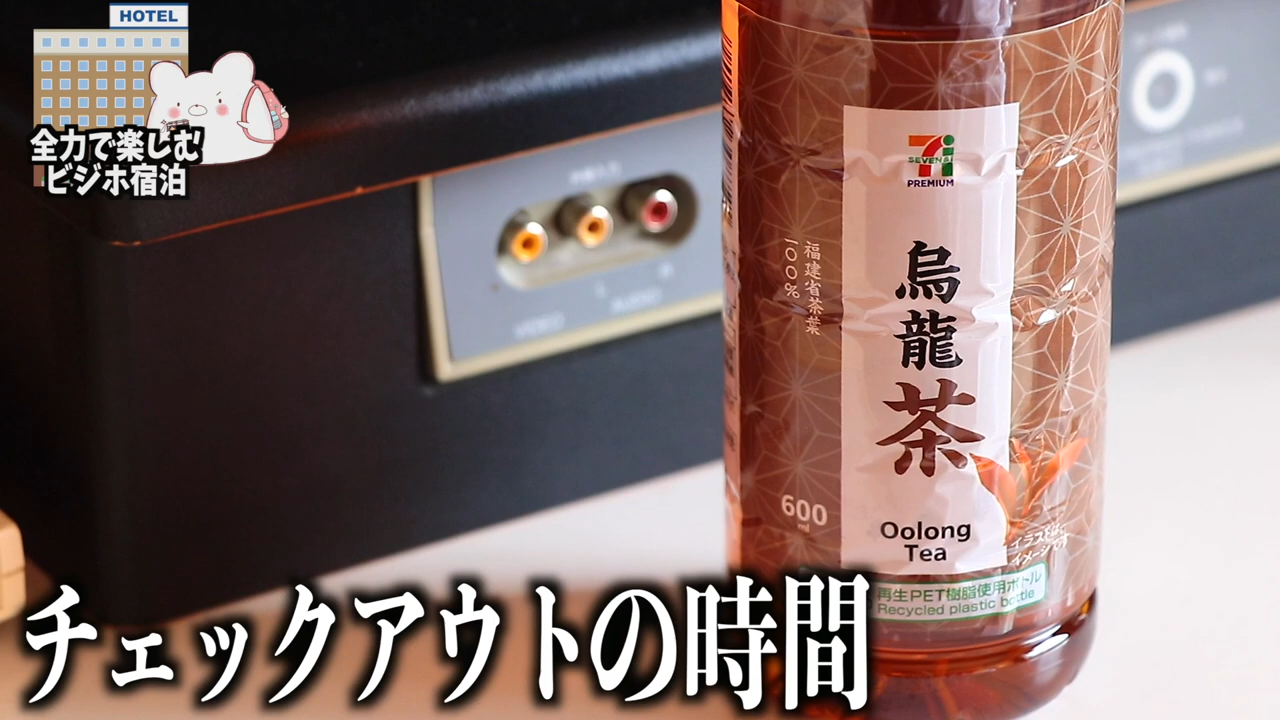 HOTEL
全力で楽しむ
ビジホ宿泊
SEVEN&i
PREMIUM
福建省茶葉
一〇〇%
烏龍茶
600
ml
Oolong
Tea
イラストは、
イメージです
再生PET樹脂使用ボトル
Recycled plastic bottle
VIDEO
L
R
AUDIO
チェックアウトの時間